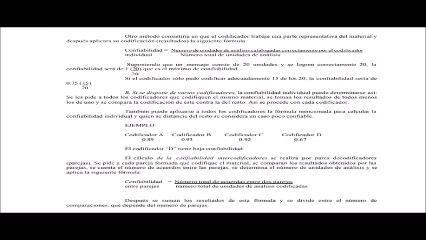 Otro método consistiría en que el codificador trabaje una parte representativa del material y
después aplicara su codificación (resultados) la siguiente fórmula:
Confiabilidad = Número de unidades de análisis catalogadas correctamente por el codificador
individual Número total de unidades de análisis
Suponiendo que un mensaje conste de 20 unidades y se logren correctamente 20, la
confiabilidad será de 1 (20) que es el máximo de confiabilidad.
20
Si el codificador sólo pudo codificar adecuadamente 15 de los 20, la confiabilidad sería de
0.75 (15)
20
B. Si se dispone de varios codificadores, la confiabilidad individual puede determinarse así:
Se les pide a todos los codificadores que codifiquen el mismo material, se toman los resultados de todos menos
los de uno y se compara la codificación de éste contra la del resto. Así se procede con cada codificador.
También puede aplicarse a todos los codificadores la fórmula mencionada para calcular la
confiabilidad individual y quien se distancie del resto se considera un caso poco confiable.
EJEMPLO
Codificador A Codificador B Codificador C Codificador D
0.89 0.93 0.92 0.67
El codificador "D" tiene baja confiabilidad
El cálculo de la confiabilidad intercodificadores se realiza por pares de codificadores
(parejas). Se pide a cada pareja formada que codifique el material, se comparan los resultados obtenidos por las
parejas, se cuenta el número de acuerdos entre las parejas, se determina el número de unidades de análisis y se
aplica la siguiente fórmula:
Confiabilidad = Número total de acuerdos entre dos parejas
entre parejas número total de unidades de análisis codificadas
Después se suman los resultados de esta fórmula y se divide entre el número de
comparaciones, que depende del número de parejas.